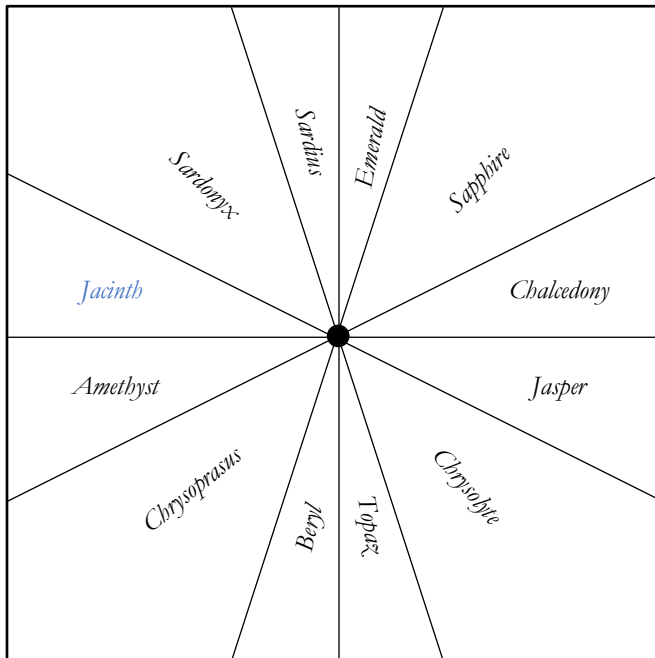 Sardius
Emerald
Sardonyx
Sapphire
Jacinth
Chalcedony
Amethyst
Jasper
Chrysoprasus
Chrysolyte
Beryl
Topaz